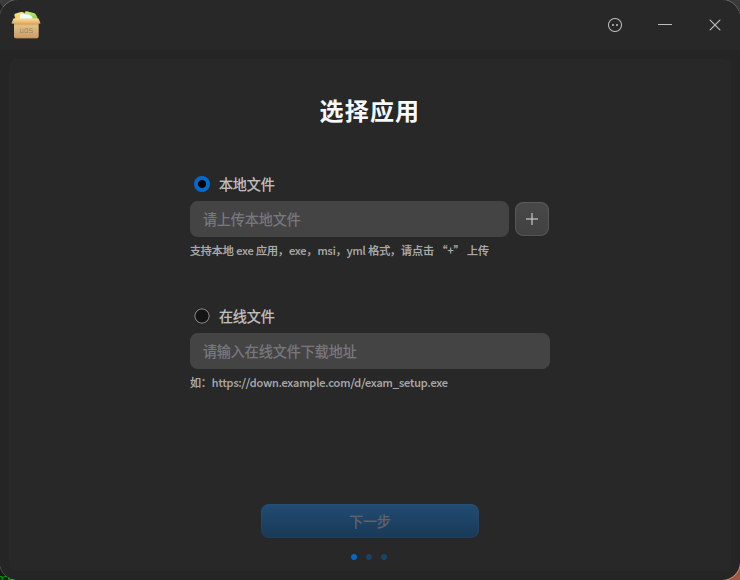 选择应用
本地文件
请上传本地文件
支持本地 exe 应用，exe，msi，yml 格式，请点击 “+” 上传
在线文件
请输入在线文件下载地址
如：https://down.example.com/d/exam_setup.exe
下一步